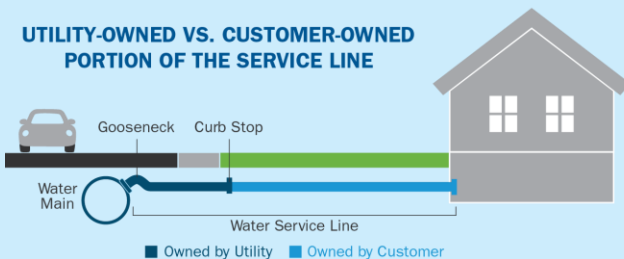 UTILITY-OWNED VS. CUSTOMER-OWNED
PORTION OF THE SERVICE LINE
Gooseneck
Curb Stop
Water
Main
Water Service Line
Owned by Utility
Owned by Customer